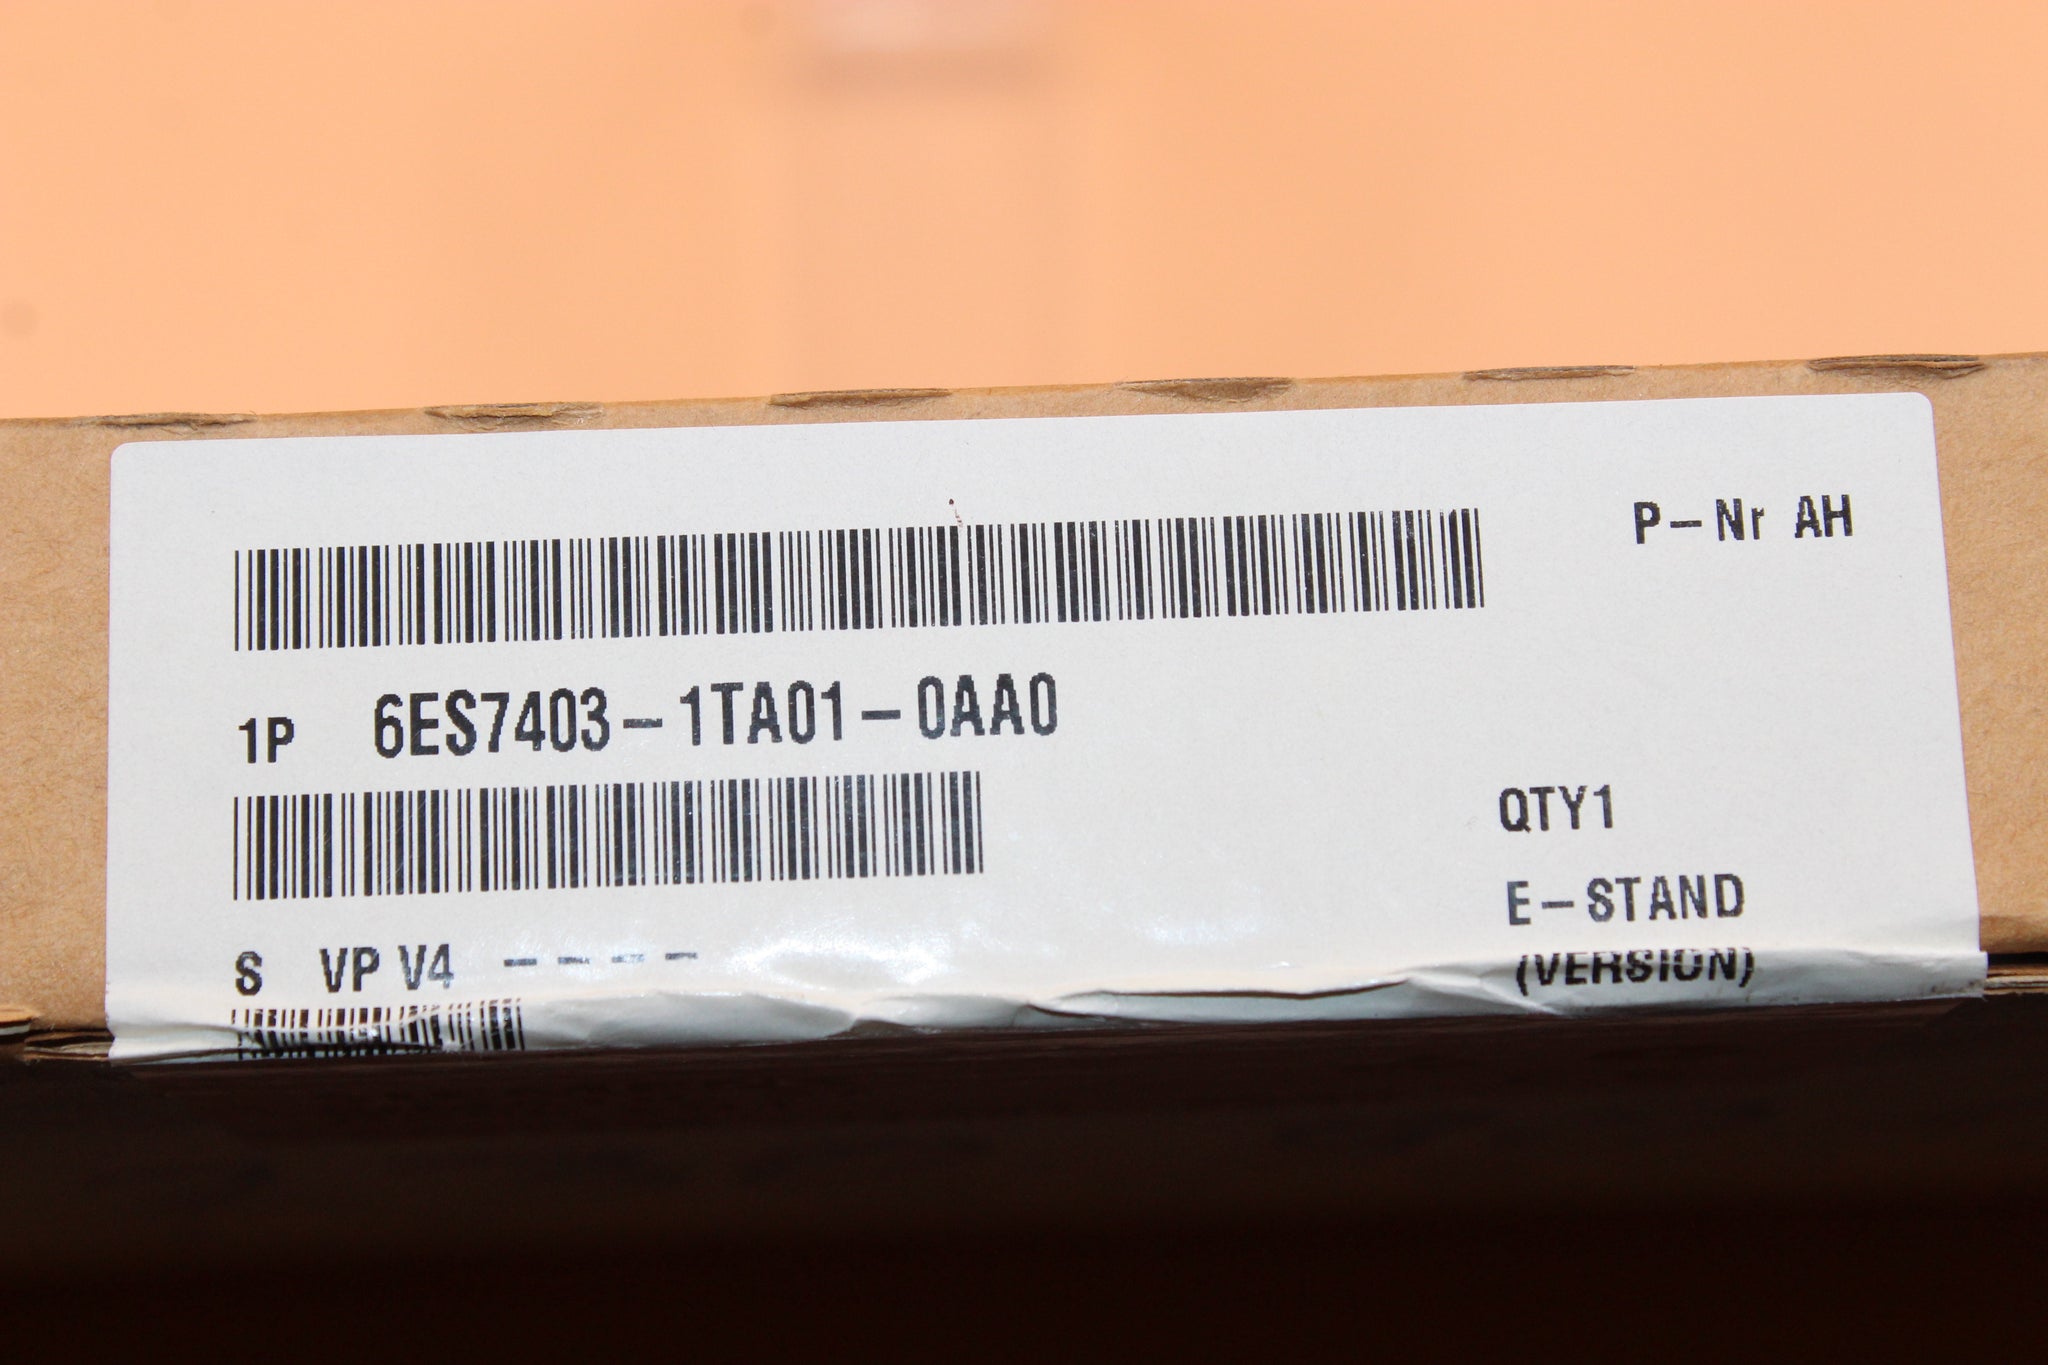 P-Nr AH
1P 6ES7403-1TA01-0AA0
QTY1
E-STAND
S VP V4 ----
(VERSION)